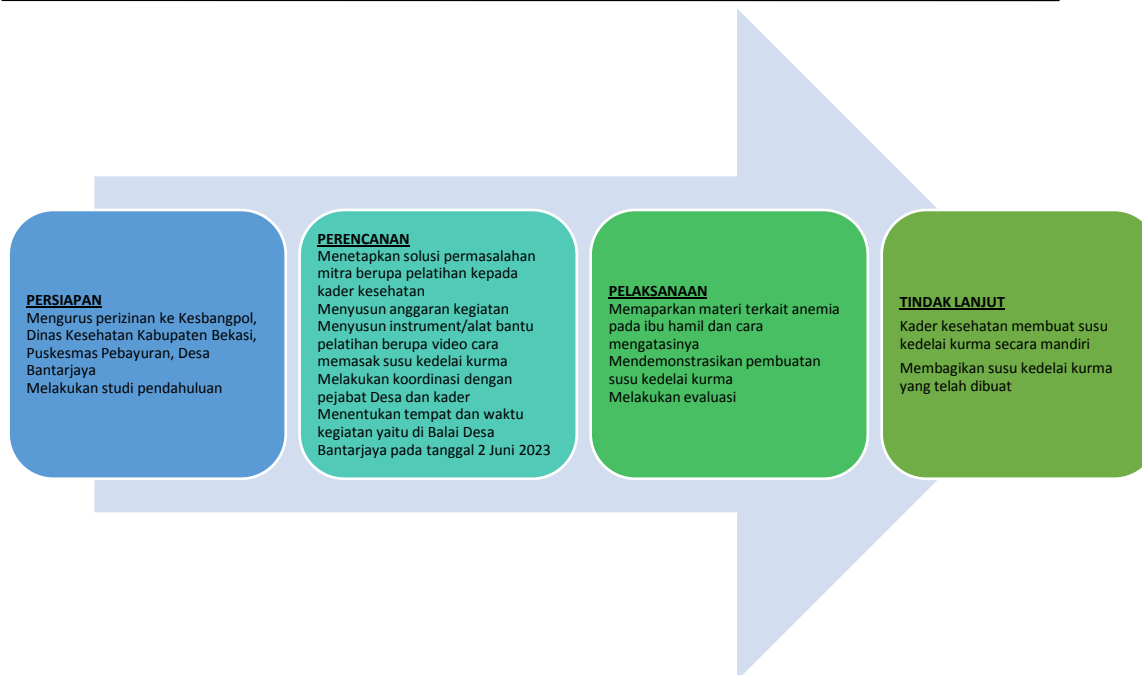 PERSIAPAN
Mengurus perizinan ke Kesbangpol,
Dinas Kesehatan Kabupaten Bekasi,
Puskesmas Pebayuran, Desa
Bantarjaya
Melakukan studi pendahuluan
PERENCANAN
Menetapkan solusi permasalahan
mitra berupa pelatihan kepada
kader kesehatan
Menyusun anggaran kegiatan
Menyusun instrument/alat bantu
pelatihan berupa video cara
memasak susu kedelai kurma
Melakukan koordinasi dengan
pejabat Desa dan kader
Menentukan tempat dan waktu
kegiatan yaitu di Balai Desa
Bantarjaya pada tanggal 2 Juni 2023
PELAKSANAAN
Memaparkan materi terkait anemia
pada ibu hamil dan cara
mengatasinya
Mendemonstrasikan pembuatan
susu kedelai kurma
Melakukan evaluasi
TINDAK LANJUT
Kader kesehatan membuat susu
kedelai kurma secara mandiri
Membagikan susu kedelai kurma
yang telah dibuat